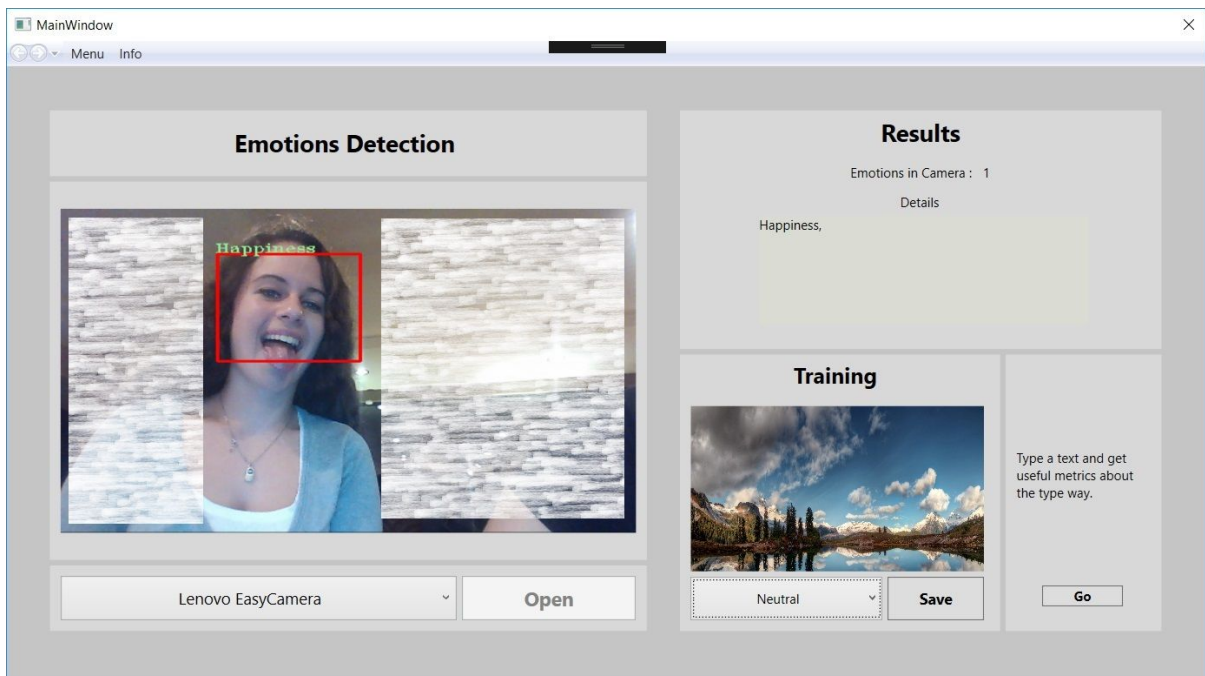 MainWindow
Menu Info
Emotions Detection
Happiness
Lenovo EasyCamera
Open
Results
Emotions in Camera : 1
Details
Happiness,
Training
Neutral
Save
Type a text and get
useful metrics about
the type way.
Go